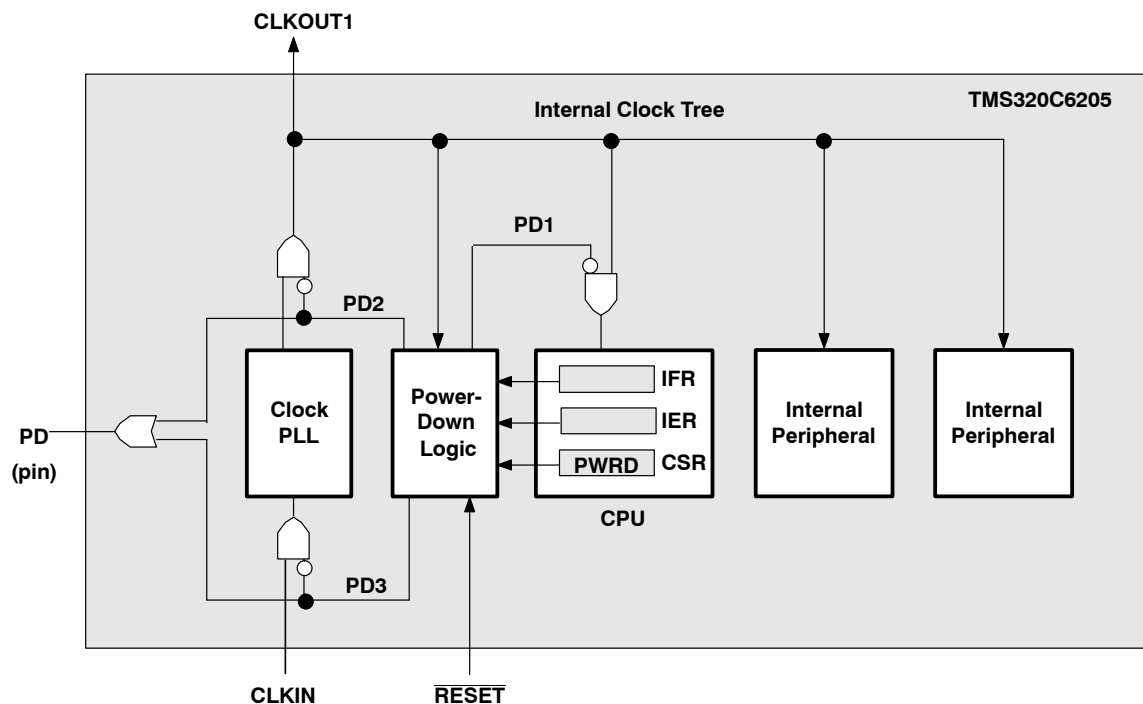 CLKOUT1
TMS320C6205
Internal Clock Tree
PD1
PD2
Clock
PLL
Power-
Down
Logic
IFR
IER
PWRD CSR
CPU
Internal
Peripheral
Internal
Peripheral
PD
(pin)
PD3
CLKIN
RESET